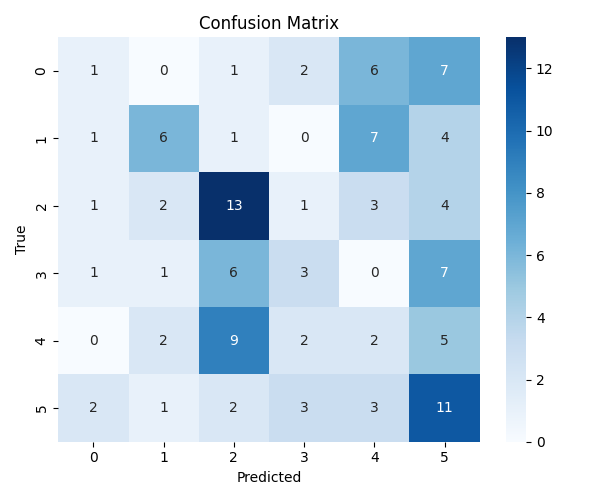 Confusion Matrix
0 1 0 1 2 6 7
1 1 6 1 0 7 4
2 1 2 13 1 3 4
3 1 1 6 3 0 7
4 0 2 9 2 2 5
5 2 1 2 3 3 11
0 1 2 3 4 5
Predicted
True
12
10
8
6
4
2
0